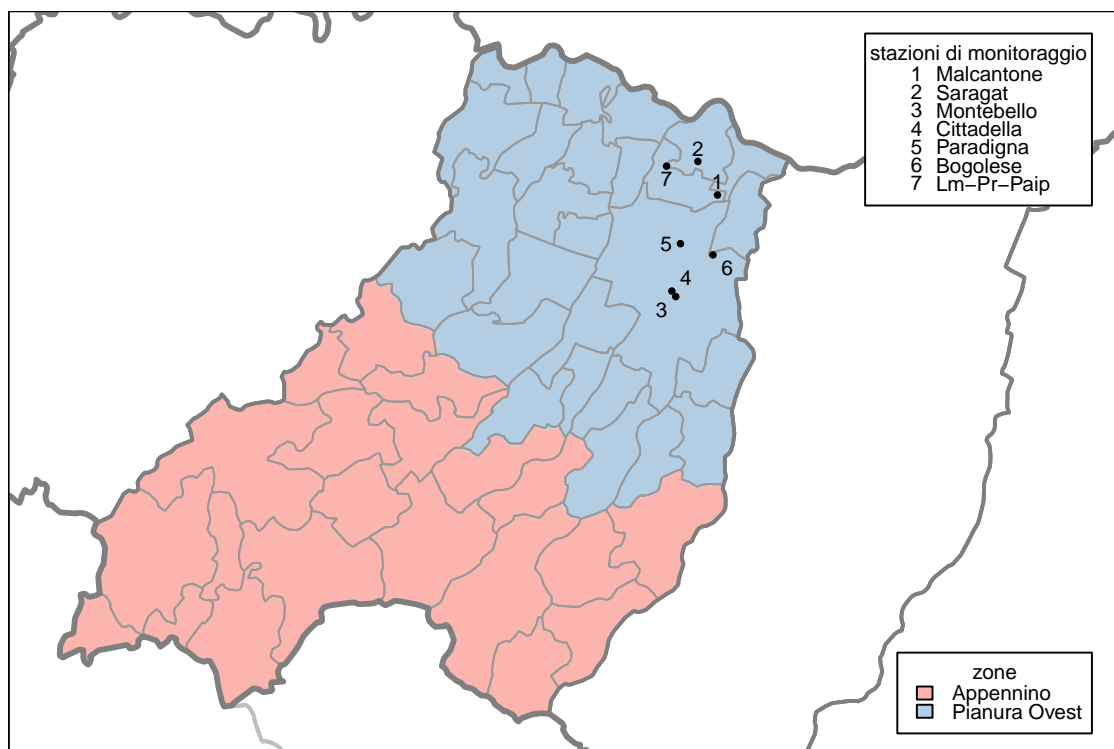 stazioni di monitoraggio
1 Malcantone
2 Saragat
3 Montebello
4 Cittadella
5 Paradigna
6 Bogolese
7 Lm−Pr−Paip
2
7
1
5
6
4
3
zone
Appennino
Pianura Ovest